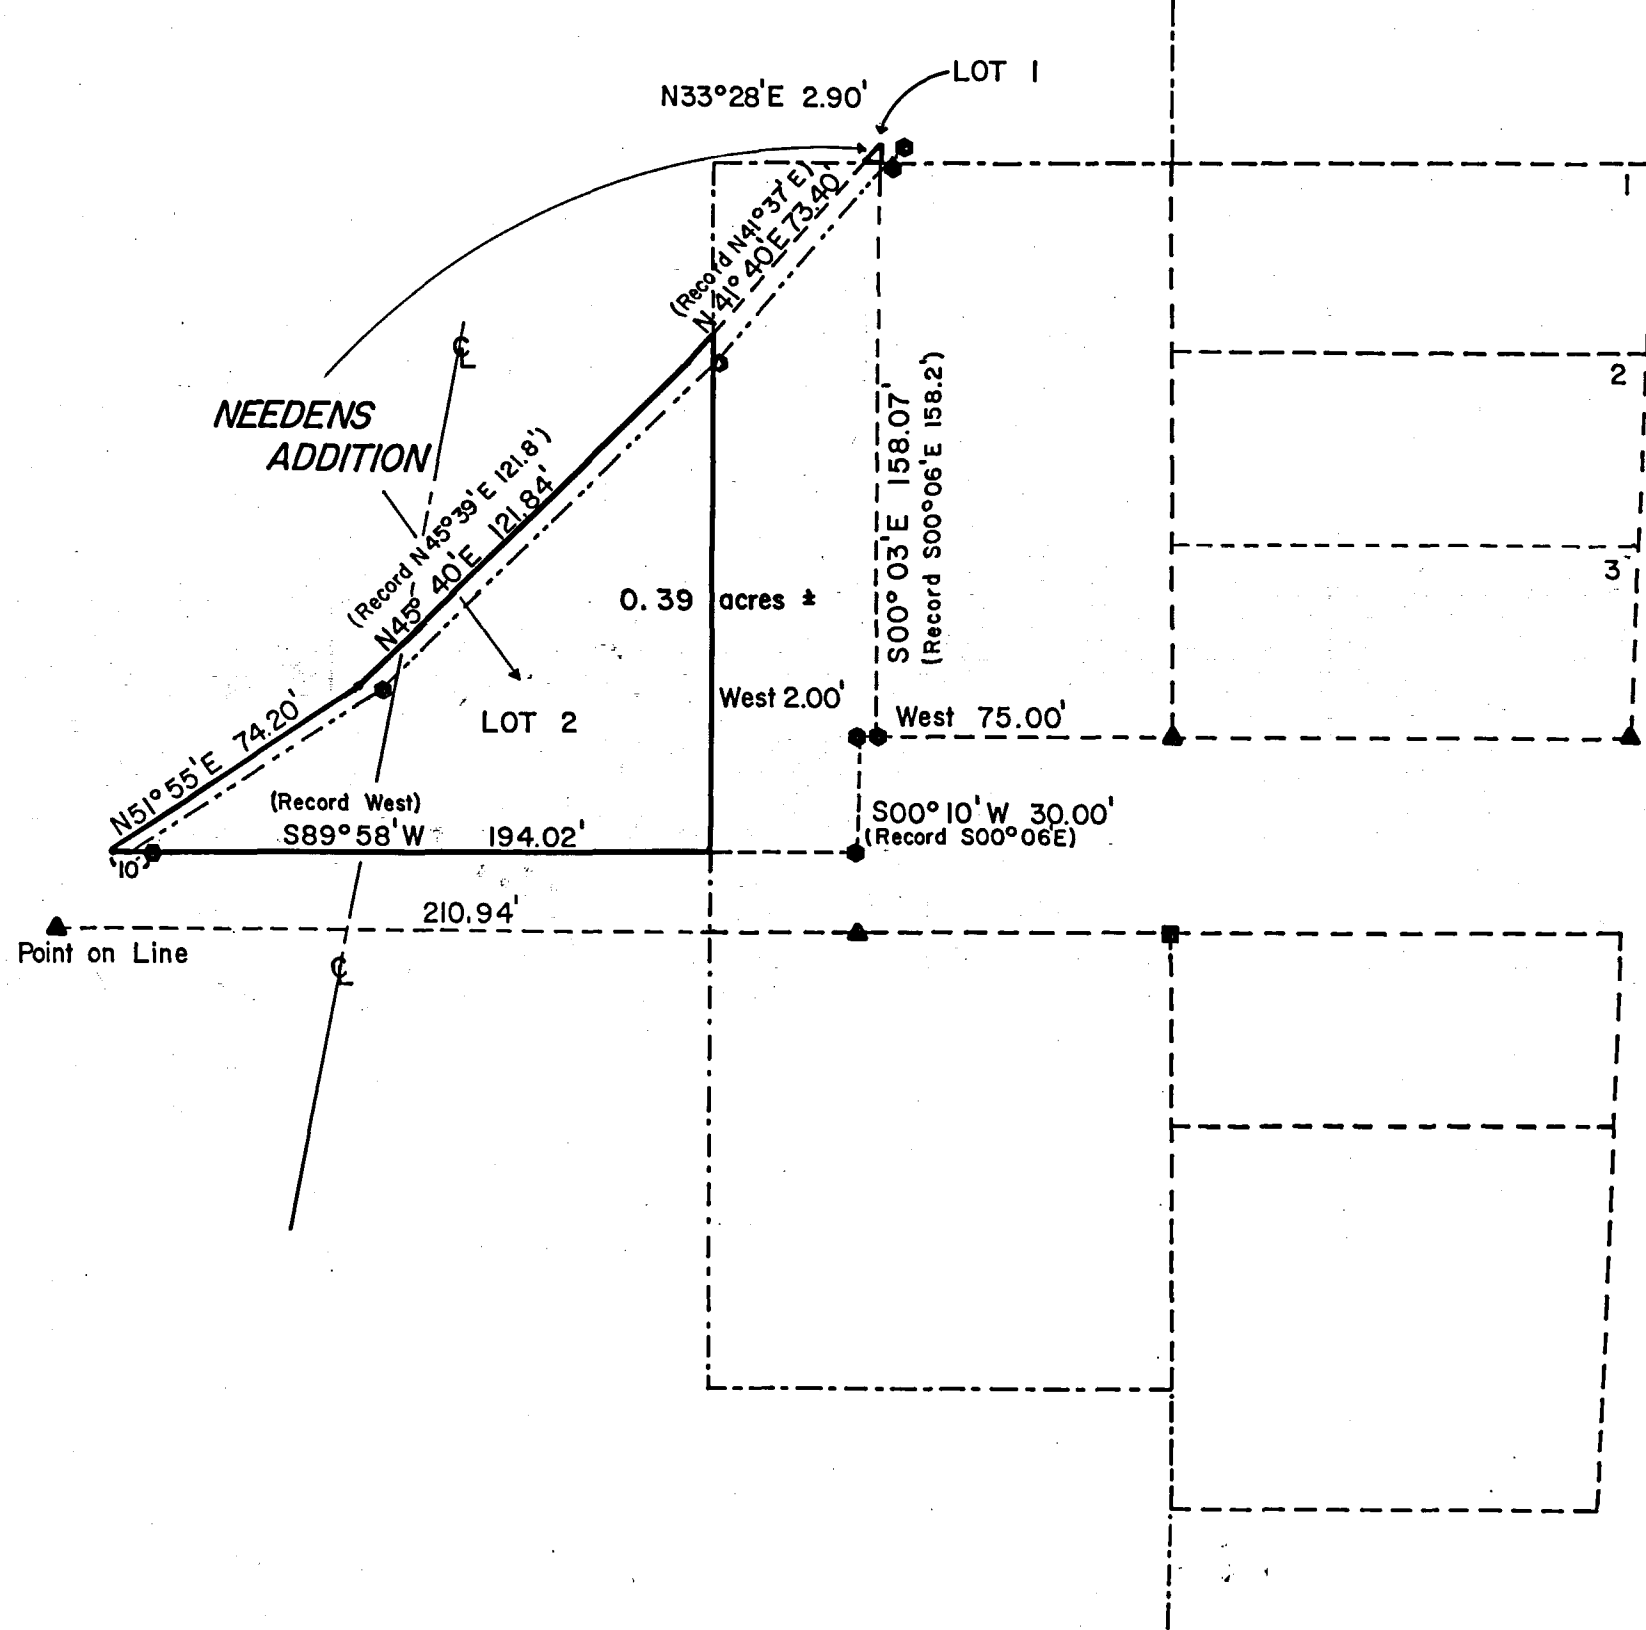 LOT 1
N33°28'E 2.90'
(Record N41°37'E)
N 41° 40'E 73.40'
1
℄
2
NEEDENS
ADDITION
(Record N45°39'E 121.8')
N45° 40'E 121.84'
S00° 03'E 158.07'
(Record S00°06'E 158.2')
3
0.39 acres ±
West 2.00'
West 75.00'
LOT 2
N51° 55'E 74.20'
(Record West)
S89°58'W 194.02'
S00°10'W 30.00'
(Record S00°06E)
10'
210.94'
Point on Line
℄